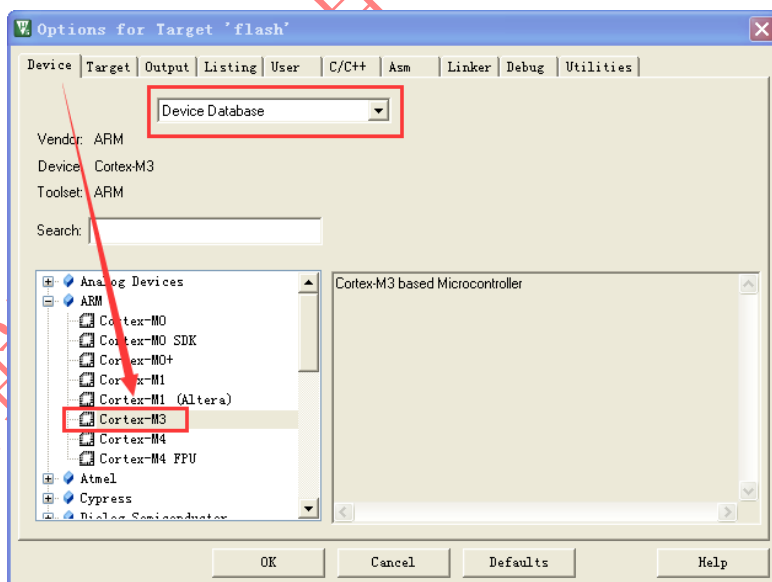 Options for Target 'flash'
Device Target Output Listing User C/C++ Asm Linker Debug Utilities
Device Database
Vendor: ARM
Device: Cortex-M3
Toolset: ARM
Search:
Analog Devices
ARM
Cortex-M0
Cortex-M0 SDK
Cortex-M0+
Cortex-M1
Cortex-M1 (Altera)
Cortex-M3
Cortex-M4
Cortex-M4 FPU
Atmel
Cypress
Dialog Semiconductor
Cortex-M3 based Microcontroller
OK Cancel Defaults Help